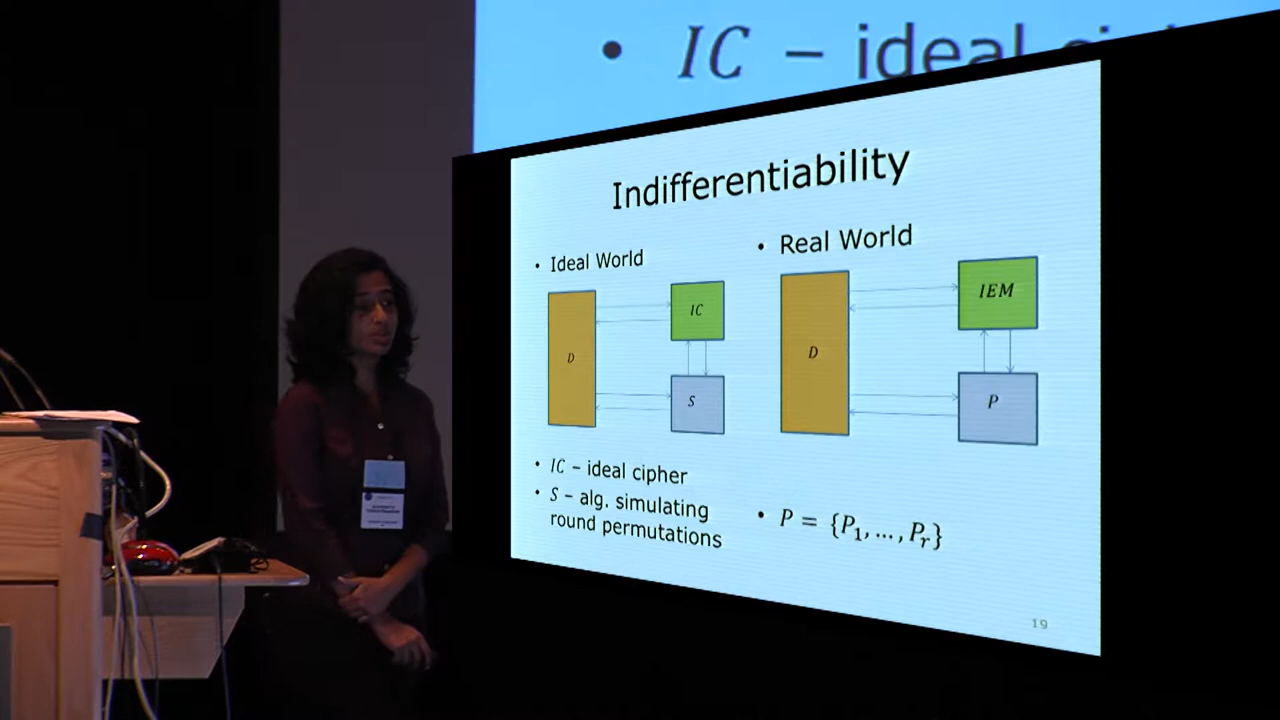 • IC – ideal
Indifferentiability
• Ideal World
• Real World
D
IC
S
D
IEM
P
• IC – ideal cipher
• S – alg. simulating
round permutations
• P = {P₁, …, Pᵣ}
19